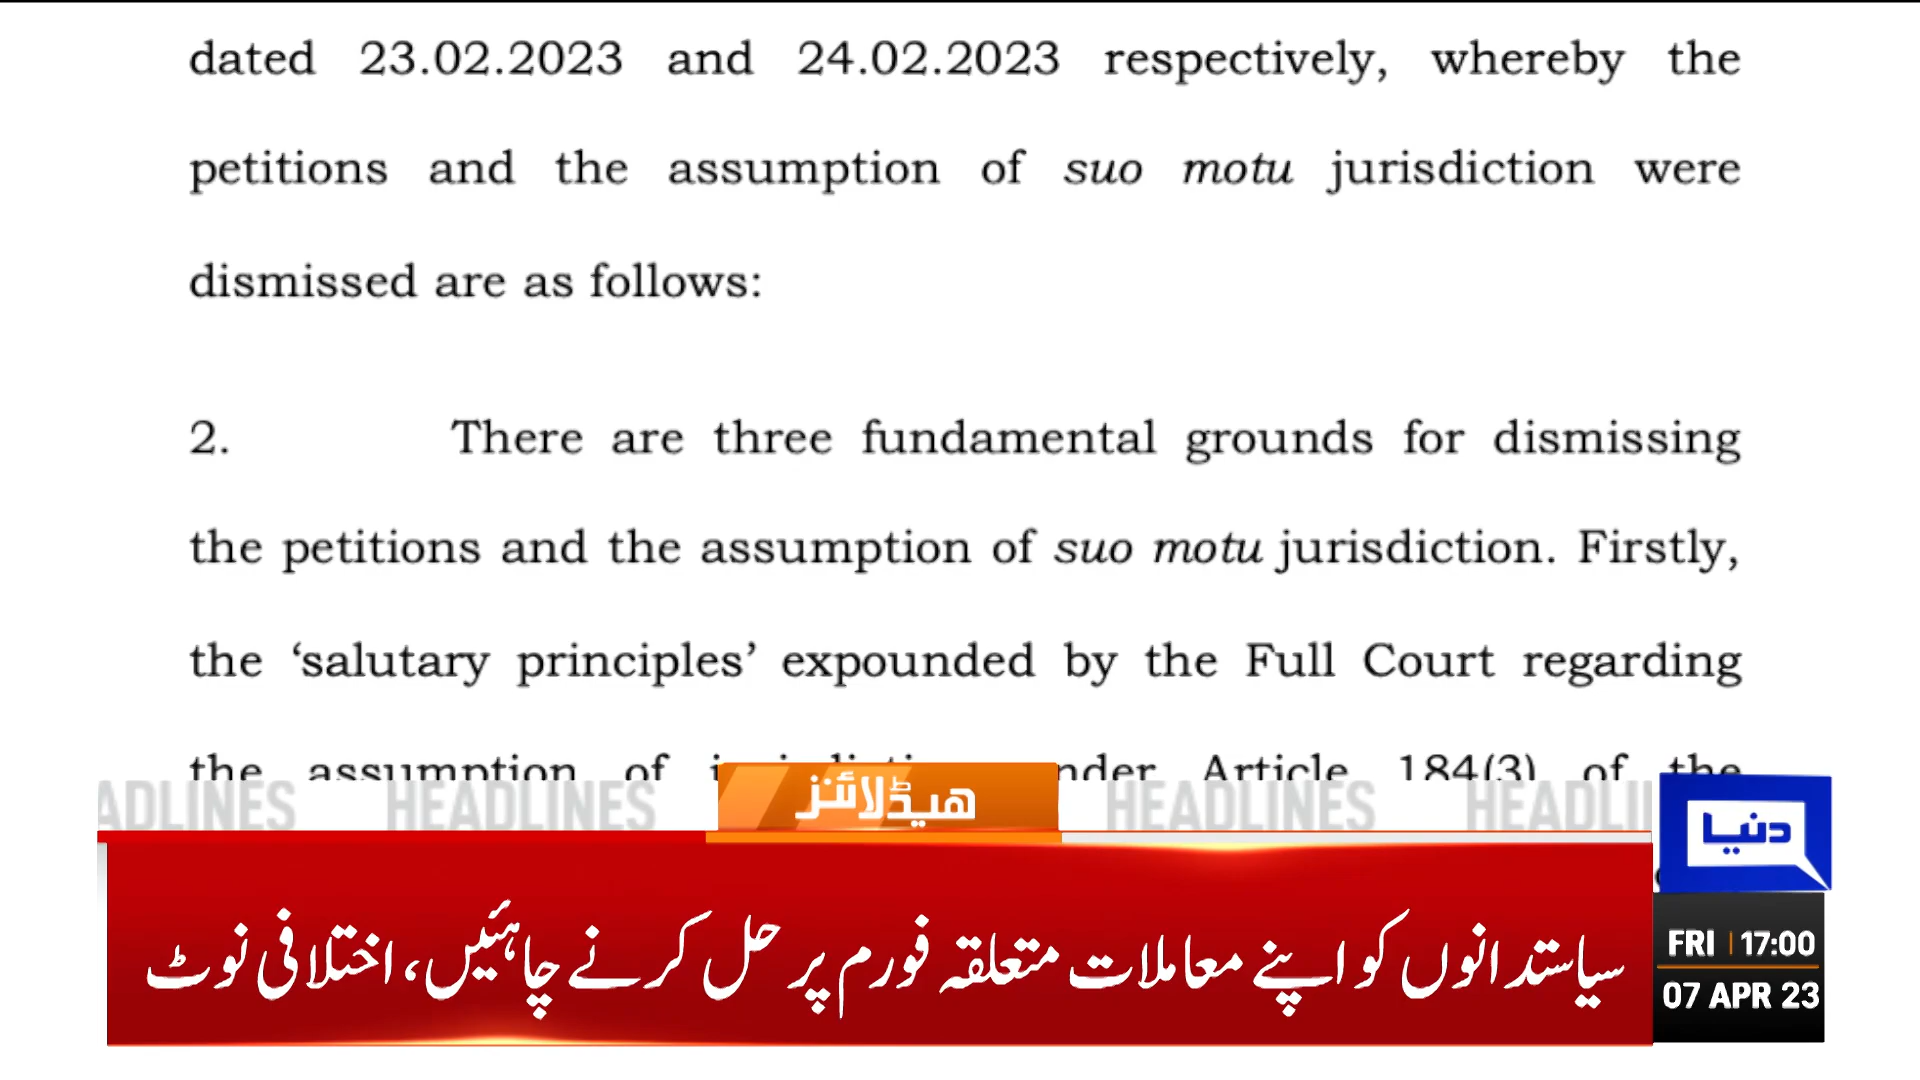 dated 23.02.2023 and 24.02.2023 respectively, whereby the
petitions and the assumption of suo motu jurisdiction were
dismissed are as follows:
2. There are three fundamental grounds for dismissing
the petitions and the assumption of suo motu jurisdiction. Firstly,
the ‘salutary principles’ expounded by the Full Court regarding
the assumption of Article 184(3) of the
ADLINES HEADLINES HEADLINES HEADLI
ھیڈلائنز
دنیا
سیاستدانوں کو اپنے معاملات متعلقہ فورم پر حل کرنے چاہئیں، اختلافی نوٹ
FRI 17:00
07 APR 23